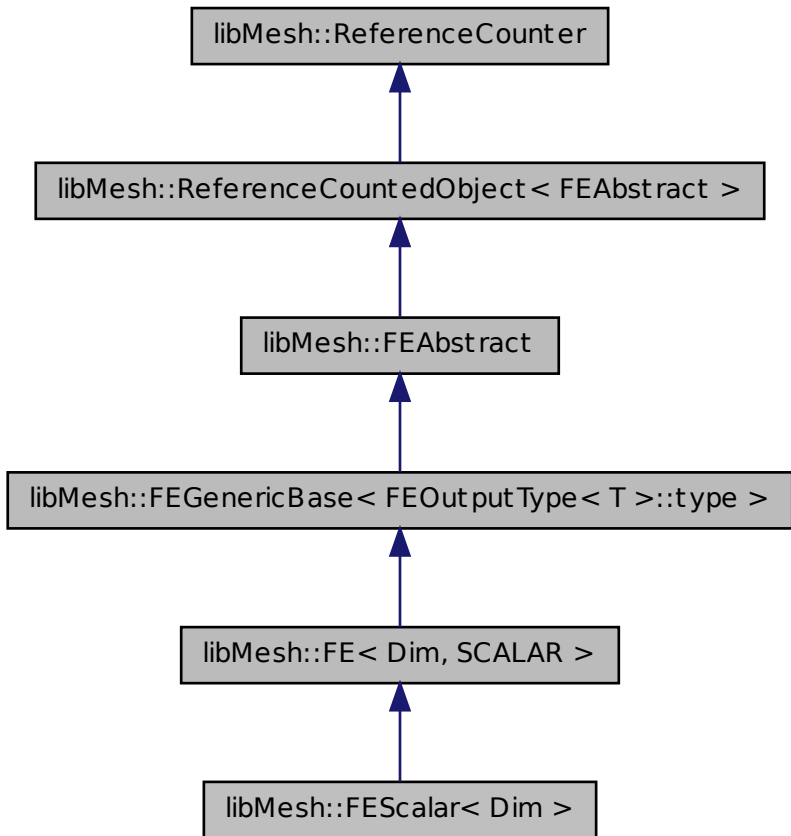 libMesh::ReferenceCounter
libMesh::ReferenceCountedObject< FEAbstract >
libMesh::FEAbstract
libMesh::FEGenericBase< FEOutputType< T >::type >
libMesh::FE< Dim, SCALAR >
libMesh::FEScalar< Dim >